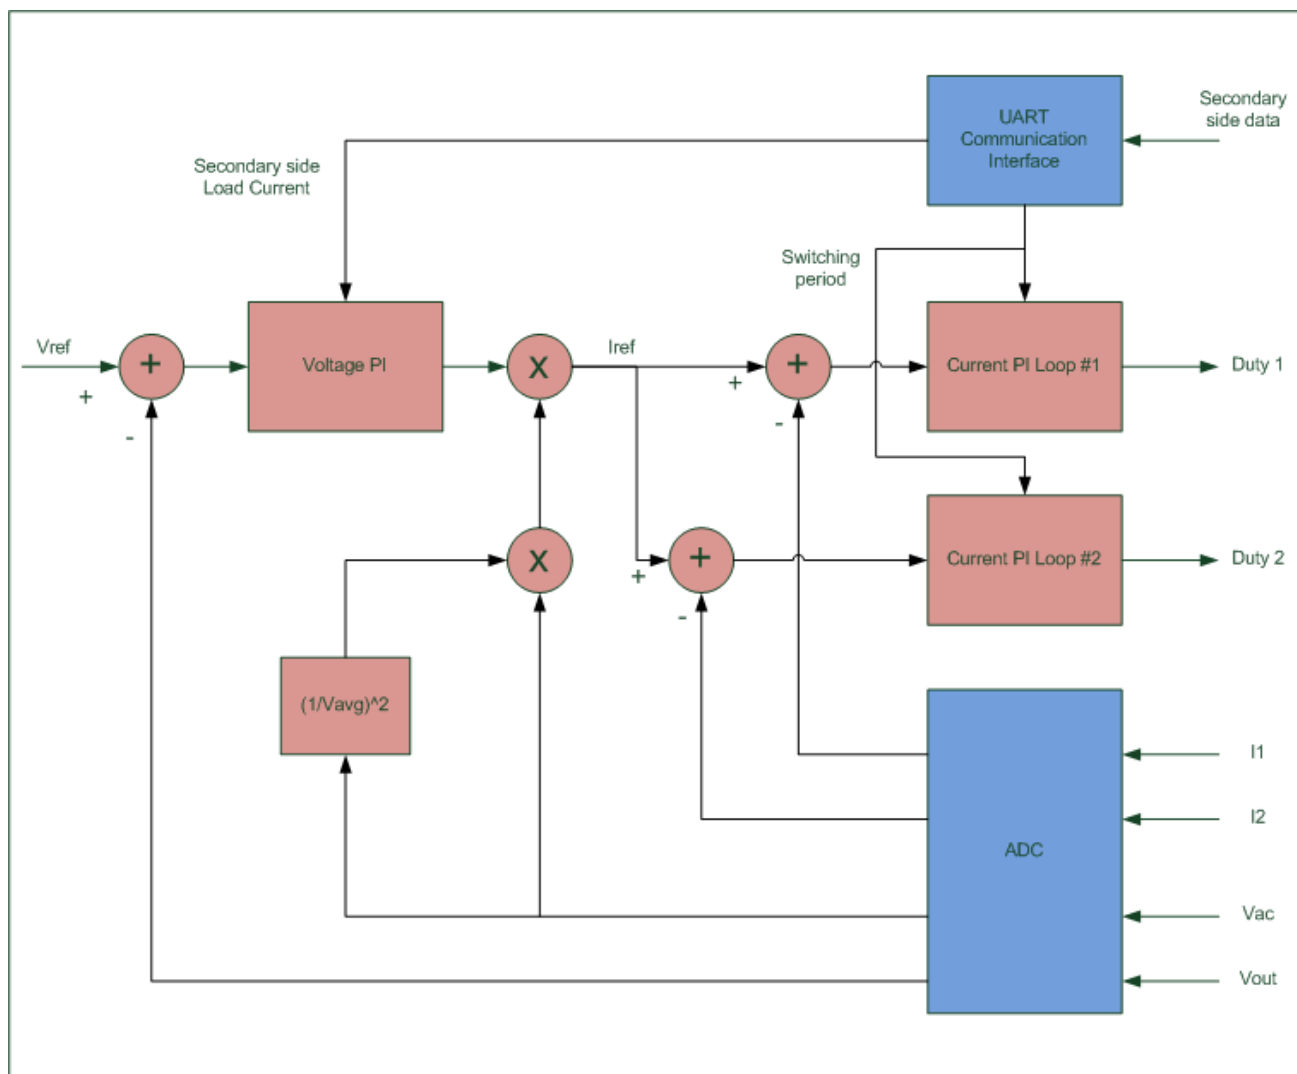 UART
Communication
Interface
Secondary
side data
Secondary side
Load Current
Switching
period
Vref
+
+
-
Voltage PI
X
Iref
+
+
-
Current PI Loop #1
Duty 1
X
+
+
-
Current PI Loop #2
Duty 2
(1/Vavg)^2
ADC
I1
I2
Vac
Vout